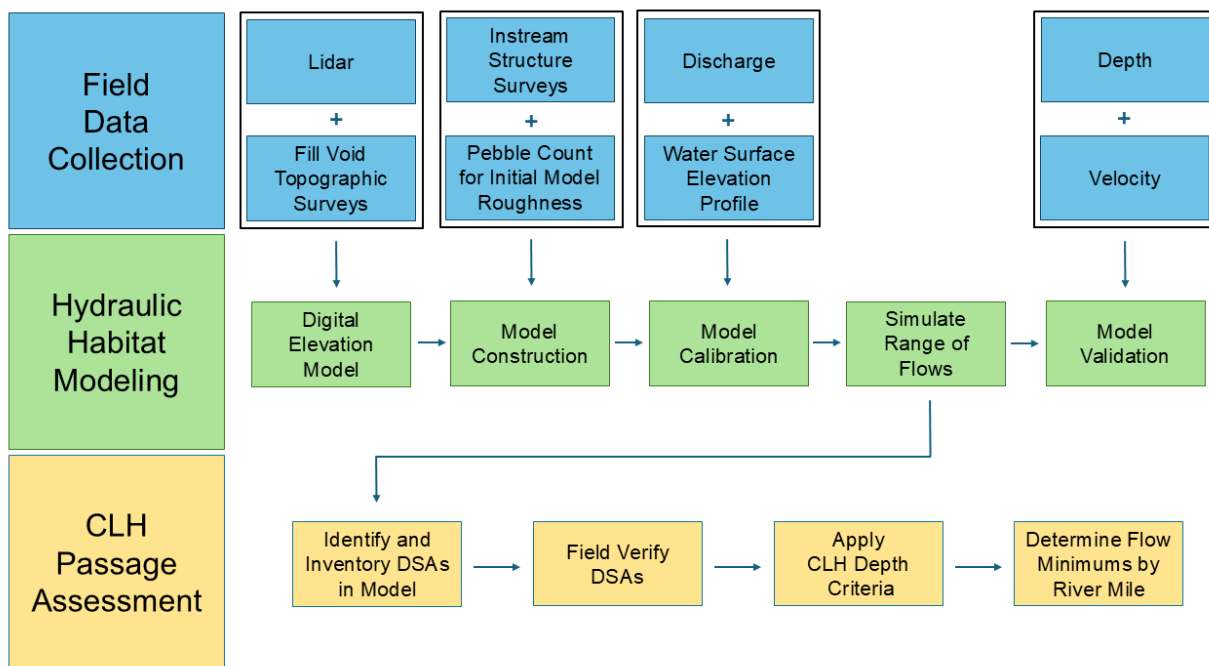 Field
Data
Collection
Lidar
+
Fill Void
Topographic
Surveys
Instream
Structure
Surveys
+
Pebble Count
for Initial Model
Roughness
Discharge
+
Water Surface
Elevation
Profile
Depth
+
Velocity
Hydraulic
Habitat
Modeling
Digital
Elevation
Model
Model
Construction
Model
Calibration
Simulate
Range of
Flows
Model
Validation
CLH
Passage
Assessment
Identify and
Inventory DSAs
in Model
Field Verify
DSAs
Apply
CLH Depth
Criteria
Determine Flow
Minimums by
River Mile